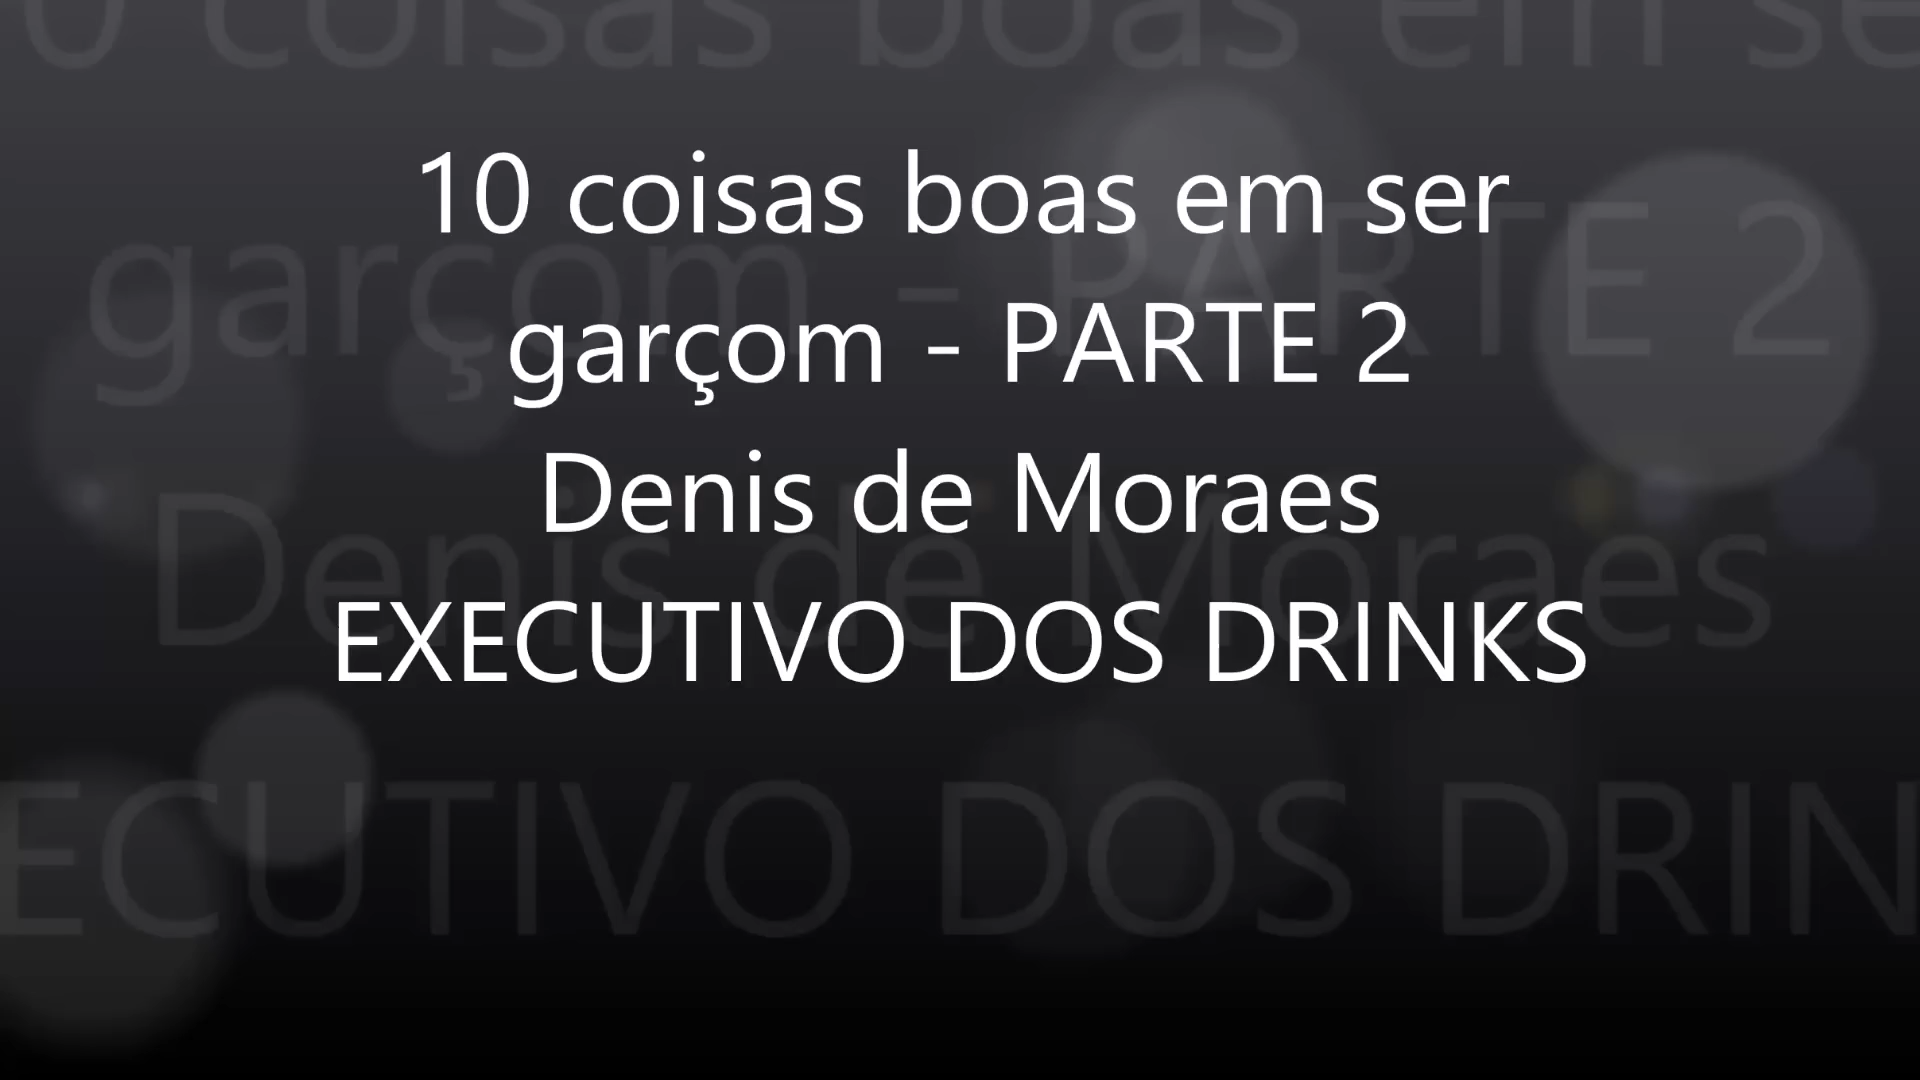 10 coisas boas em ser
garçom - PARTE 2
Denis de Moraes
EXECUTIVO DOS DRINKS